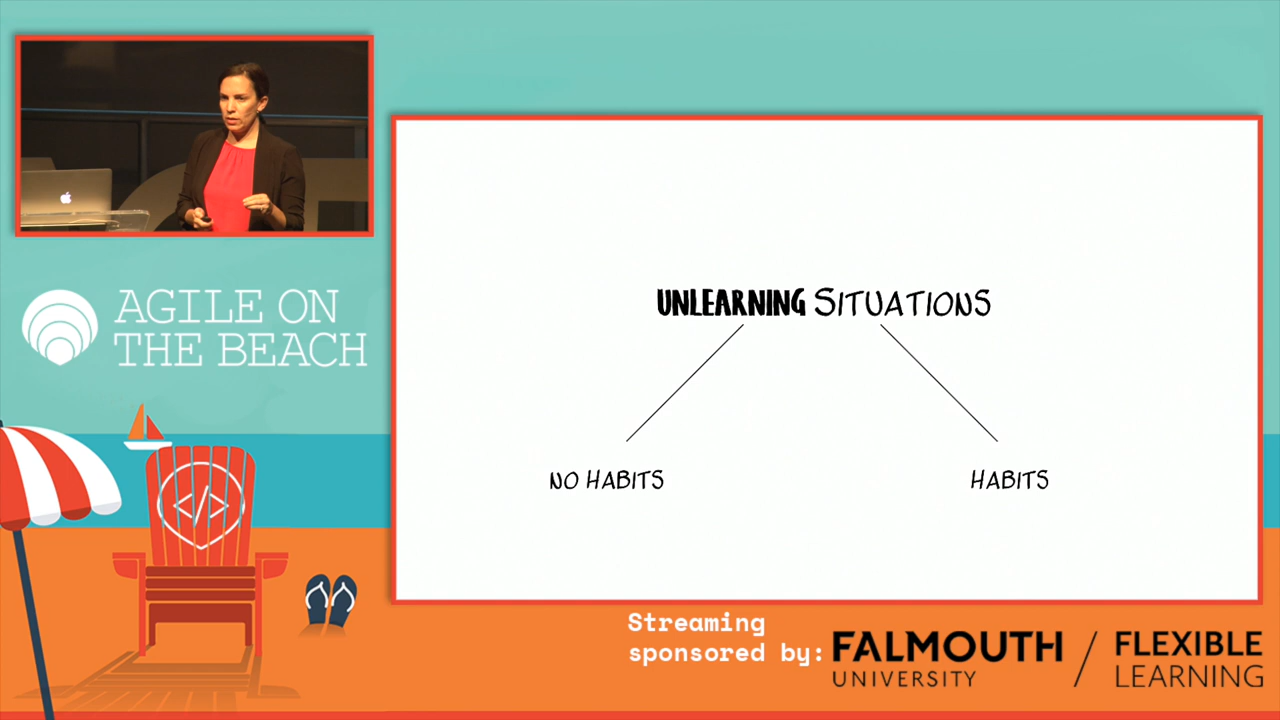 AGILE ON
THE BEACH
UNLEARNING SITUATIONS
NO HABITS
HABITS
</>
Streaming
sponsored by:
FALMOUTH
UNIVERSITY
FLEXIBLE
LEARNING